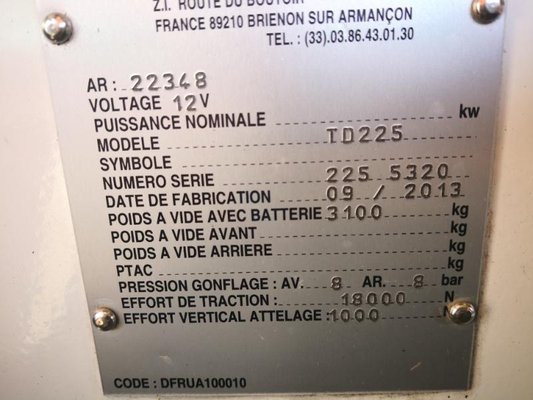 Z.I. ROUTE DU BOUTOIR
FRANCE 89210 BRIENON SUR ARMANÇON
TEL. : (33).03.86.43.01.30
AR : 22348
VOLTAGE 12V
PUISSANCE NOMINALE kw
MODELE TD225
SYMBOLE
NUMERO SERIE 225 5320
DATE DE FABRICATION 09 / 2013
POIDS A VIDE AVEC BATTERIE 3100 kg
POIDS A VIDE AVANT kg
POIDS A VIDE ARRIERE kg
PTAC kg
PRESSION GONFLAGE : AV. 8 AR. 8 bar
EFFORT DE TRACTION : 18000 N
EFFORT VERTICAL ATTELAGE : 1000 N
CODE : DFRUA100010